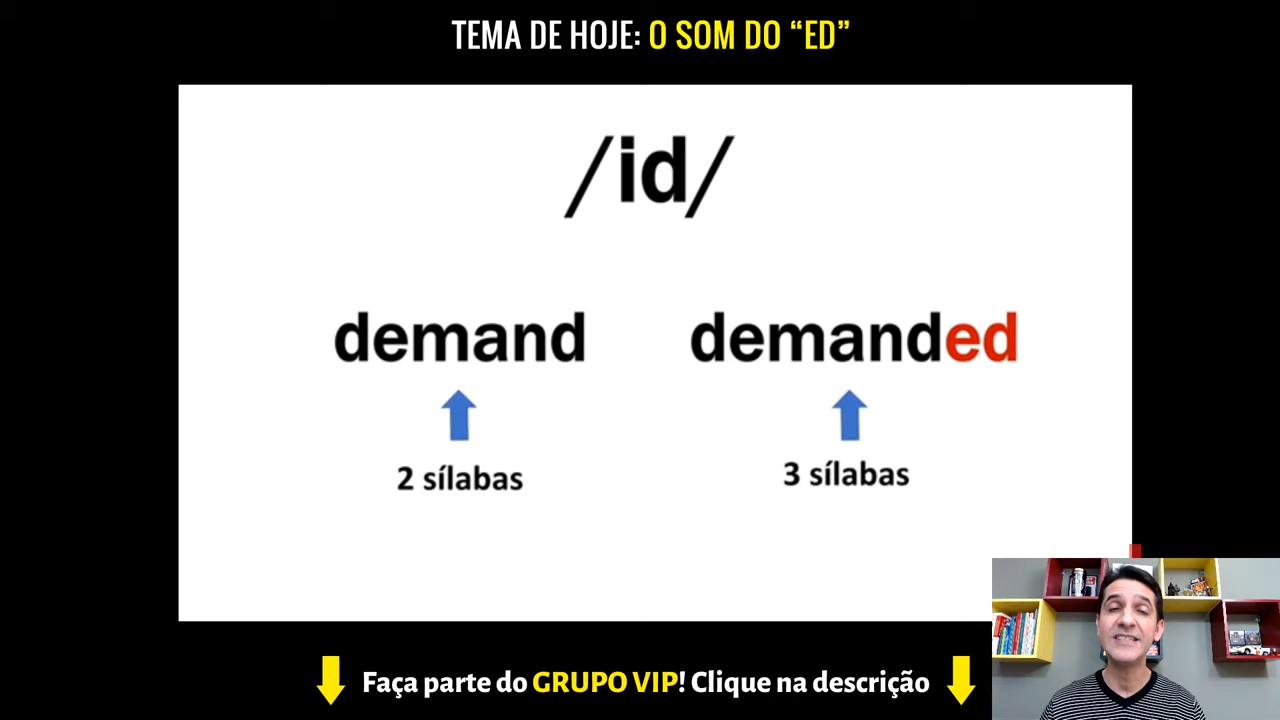 TEMA DE HOJE: O SOM DO “ED”
/id/
demand demanded
2 sílabas 3 sílabas
Faça parte do GRUPO VIP! Clique na descrição